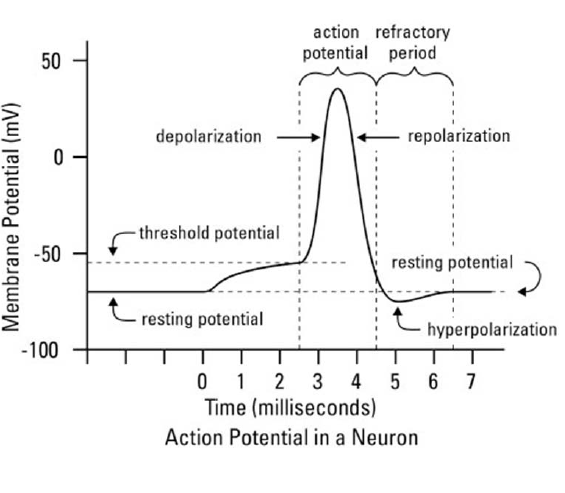 action
potential
refractory
period
50
depolarization
repolarization
0
threshold potential
-50
resting potential
resting potential
hyperpolarization
-100
Membrane Potential (mV)
0 1 2 3 4 5 6 7
Time (milliseconds)
Action Potential in a Neuron